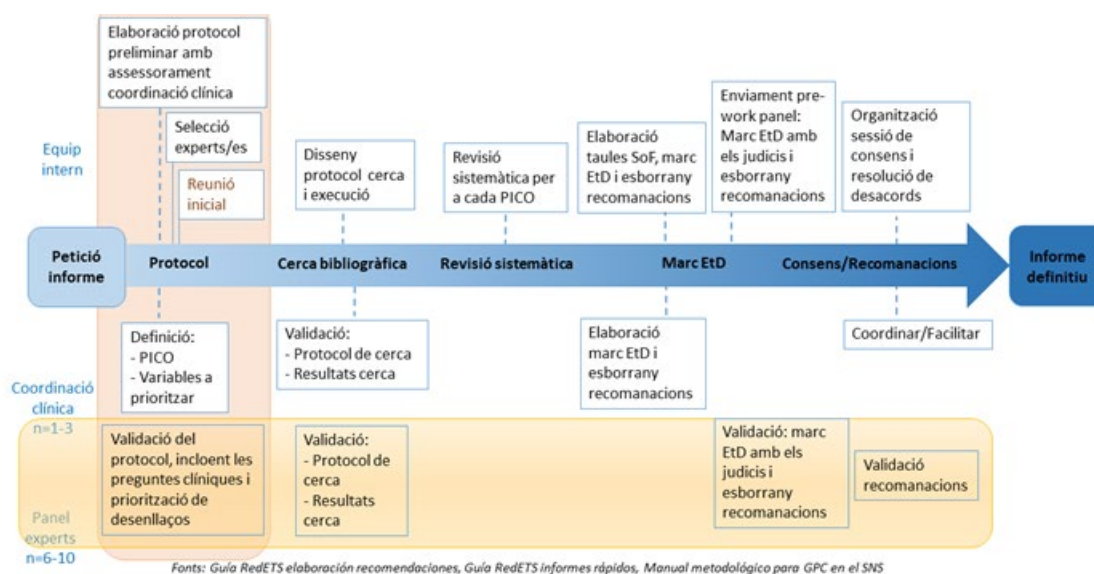 Elaboració protocol
preliminar amb
assessorament
coordinació clínica
Selecció
experts/es
Reunió
inicial
Equip
intern
Disseny
protocol cerca
i execució
Revisió
sistemàtica per
a cada PICO
Elaboració
taules SoF, marc
EtD i esborrany
recomanacions
Enviament pre-
work panel:
Marc EtD amb
els judicis i
esborrany
recomanacions
Organització
sessió de
consens i
resolució de
desacords
Petició
informe
Protocol
Cerca bibliogràfica
Revisió sistemàtica
Marc EtD
Consens/Recomanacions
Informe
definitiu
Definició:
- PICO
- Variables a
prioritzar
Validació:
- Protocol de cerca
- Resultats cerca
Elaboració
marc EtD i
esborrany
recomanacions
Coordinar/Facilitar
Coordinació
clínica
n=1-3
Validació del
protocol, incloent les
preguntes clíniques i
priorització de
desenllaços
Validació:
- Protocol de
cerca
- Resultats
cerca
Validació: marc
EtD amb els
judicis i
esborrany
recomanacions
Validació
recomanacions
Panel
experts
n=6-10
Fonts: Guía RedETS elaboración recomendaciones, Guía RedETS informes rápidos, Manual metodológico para GPC en el SNS